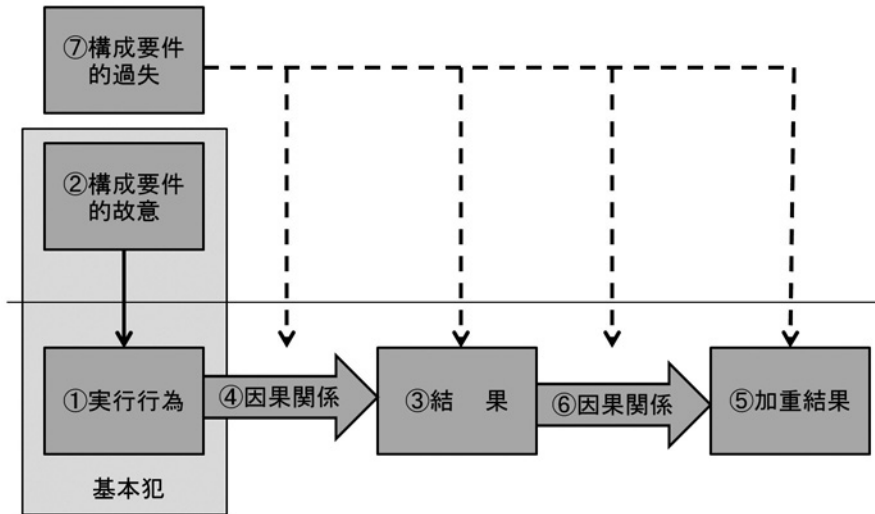 ⑦構成要件
的過失
②構成要件
的故意
①実行行為
④因果関係
③結　果
⑥因果関係
⑤加重結果
基本犯